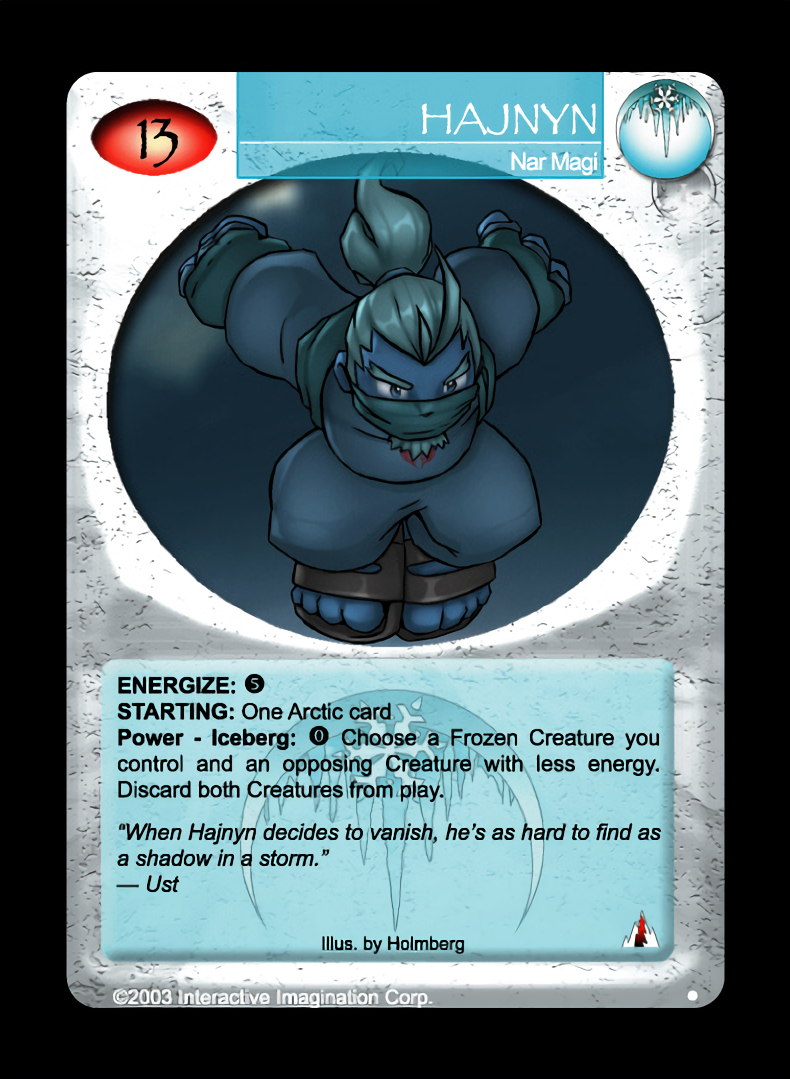 13
HAJNYN
Nar Magi
ENERGIZE: 5
STARTING: One Arctic card
Power - Iceberg: 0 Choose a Frozen Creature you
control and an opposing Creature with less energy.
Discard both Creatures from play.
“When Hajnyn decides to vanish, he’s as hard to find as
a shadow in a storm.”
— Ust
Illus. by Holmberg
©2003 Interactive Imagination Corp.